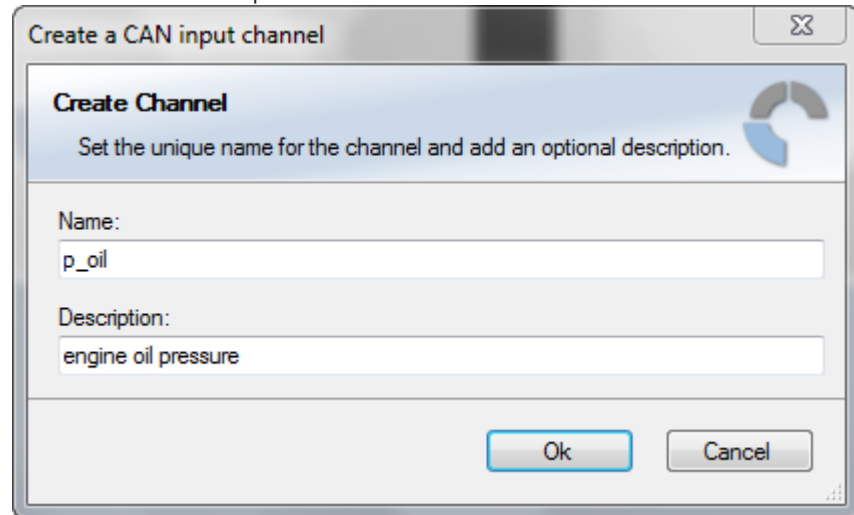 Create a CAN input channel
Create Channel
Set the unique name for the channel and add an optional description.
Name:
p_oil
Description:
engine oil pressure
Ok
Cancel